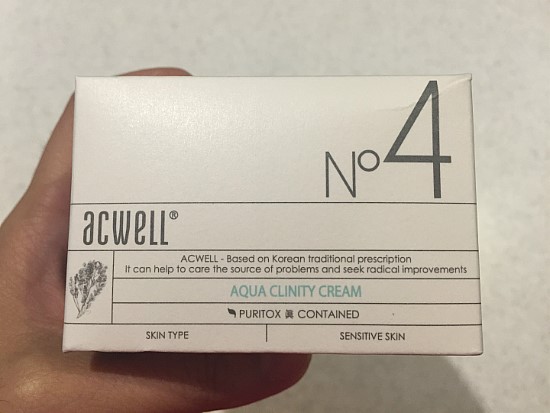 Nº4
acwell®
ACWELL - Based on Korean traditional prescription
It can help to care the source of problems and seek radical improvements
AQUA CLINITY CREAM
PURITOX CONTAINED
SKIN TYPE
SENSITIVE SKIN